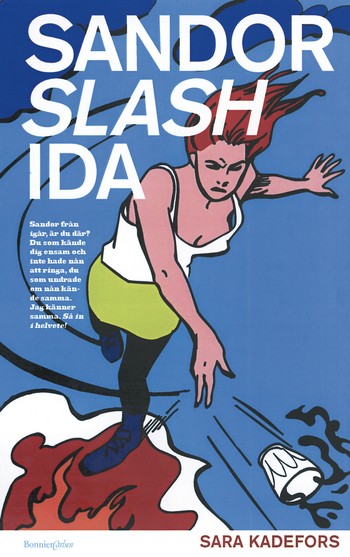 SANDOR
SLASH
IDA
Sandor från
igår, är du där?
Du som kände
dig ensam och
inte hade nån
att ringa, du
som undrade
om nån kän-
de samma.
Jag känner
samma. Så in
i helvete!
BonnierCarlsen
SARA KADEFORS